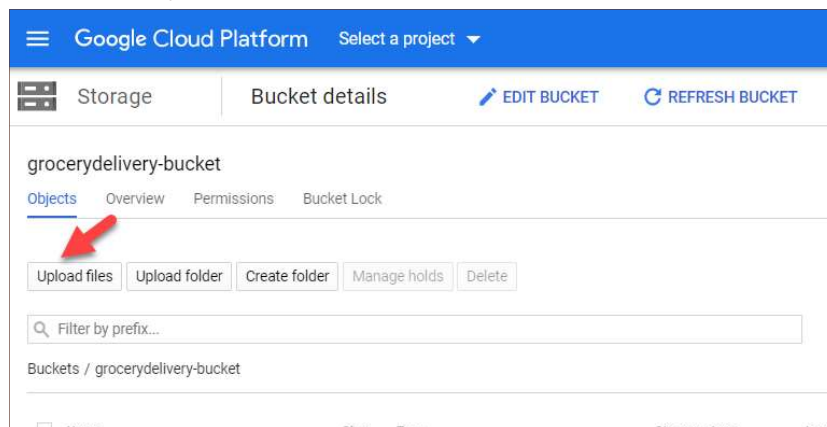 Google Cloud Platform Select a project
Storage Bucket details EDIT BUCKET REFRESH BUCKET
grocerydelivery-bucket
Objects Overview Permissions Bucket Lock
Upload files Upload folder Create folder Manage holds Delete
Filter by prefix...
Buckets / grocerydelivery-bucket